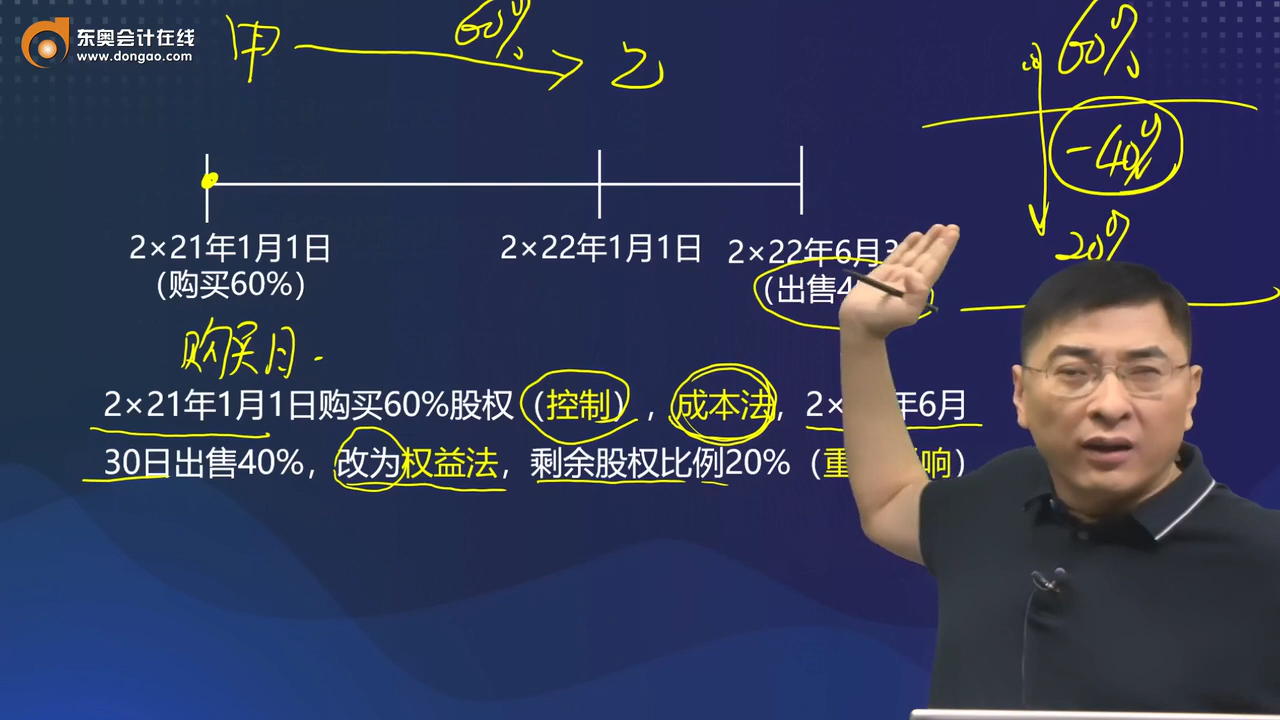 东奥会计在线
www.dongao.com
甲 60% 乙
60%
-40%
20%
2×21年1月1日
(购买60%)
2×22年1月1日
2×22年6月3
(出售4
购买日.
2×21年1月1日购买60%股权（控制），成本法，2× 年6月
30日出售40%，改为权益法，剩余股权比例20%（重 响）